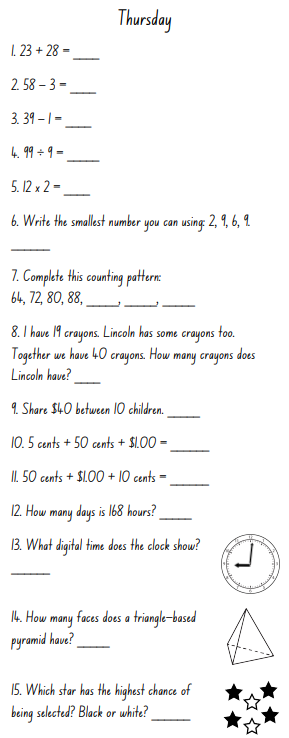 Thursday
1. 23 + 28 = ____
2. 58 – 3 = ____
3. 39 – 1 = ____
4. 99 ÷ 9 = ____
5. 12 x 2 = ____
6. Write the smallest number you can using: 2, 9, 6, 9.
______
7. Complete this counting pattern:
64, 72, 80, 88, _____, _____, _____
8. I have 19 crayons. Lincoln has some crayons too.
Together we have 40 crayons. How many crayons does
Lincoln have? ____
9. Share $40 between 10 children. _____
10. 5 cents + 50 cents + $1.00 = ______
11. 50 cents + $1.00 + 10 cents = ______
12. How many days is 168 hours? _____
13. What digital time does the clock show?
______
14. How many faces does a triangle–based
pyramid have? _____
15. Which star has the highest chance of
being selected? Black or white? ______